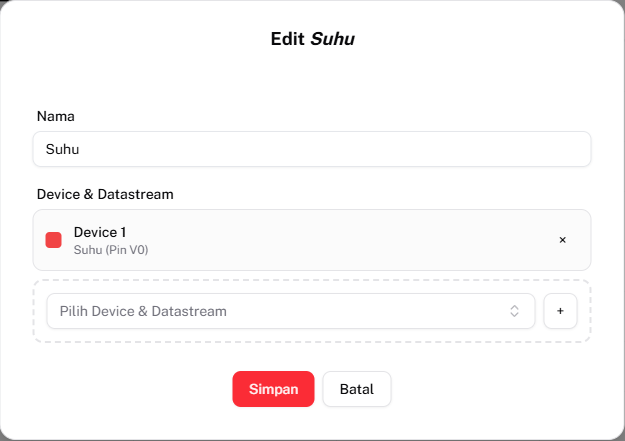 Edit Suhu
Nama
Suhu
Device & Datastream
Device 1
×
Suhu (Pin V0)
Pilih Device & Datastream
+
Simpan
Batal